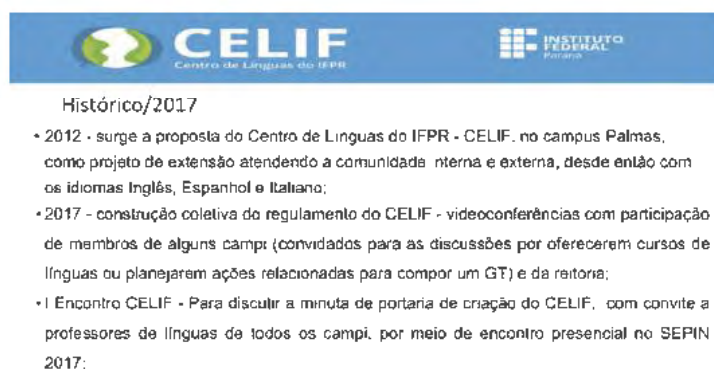 CELIF
Centro de Línguas do IFPR
INSTITUTO
FEDERAL
Paraná
Histórico/2017
• 2012 - surge a proposta do Centro de Linguas do IFPR - CELIF. no campus Palmas,
como projeto de extensão atendendo a comunidade nterna e externa, desde então com
os idiomas Inglês, Espanhol e Italiano;
• 2017 - construção coletiva do regulamento do CELIF - videoconferências com participação
de membros de alguns campi (convidados para as discussões por oferecerem cursos de
línguas ou planejarem ações relacionadas para compor um GT) e da reitoria;
• I Encontro CELIF - Para discutir a minuta de portaria de criação do CELIF, com convite a
professores de línguas de todos os campi, por meio de encontro presencial no SEPIN
2017;